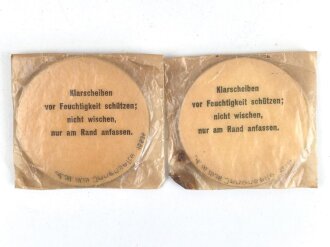 Klarscheiben
vor Feuchtigkeit schützen;
nicht wischen,
nur am Rand anfassen.
Klarscheiben
vor Feuchtigkeit schützen;
nicht wischen,
nur am Rand anfassen.